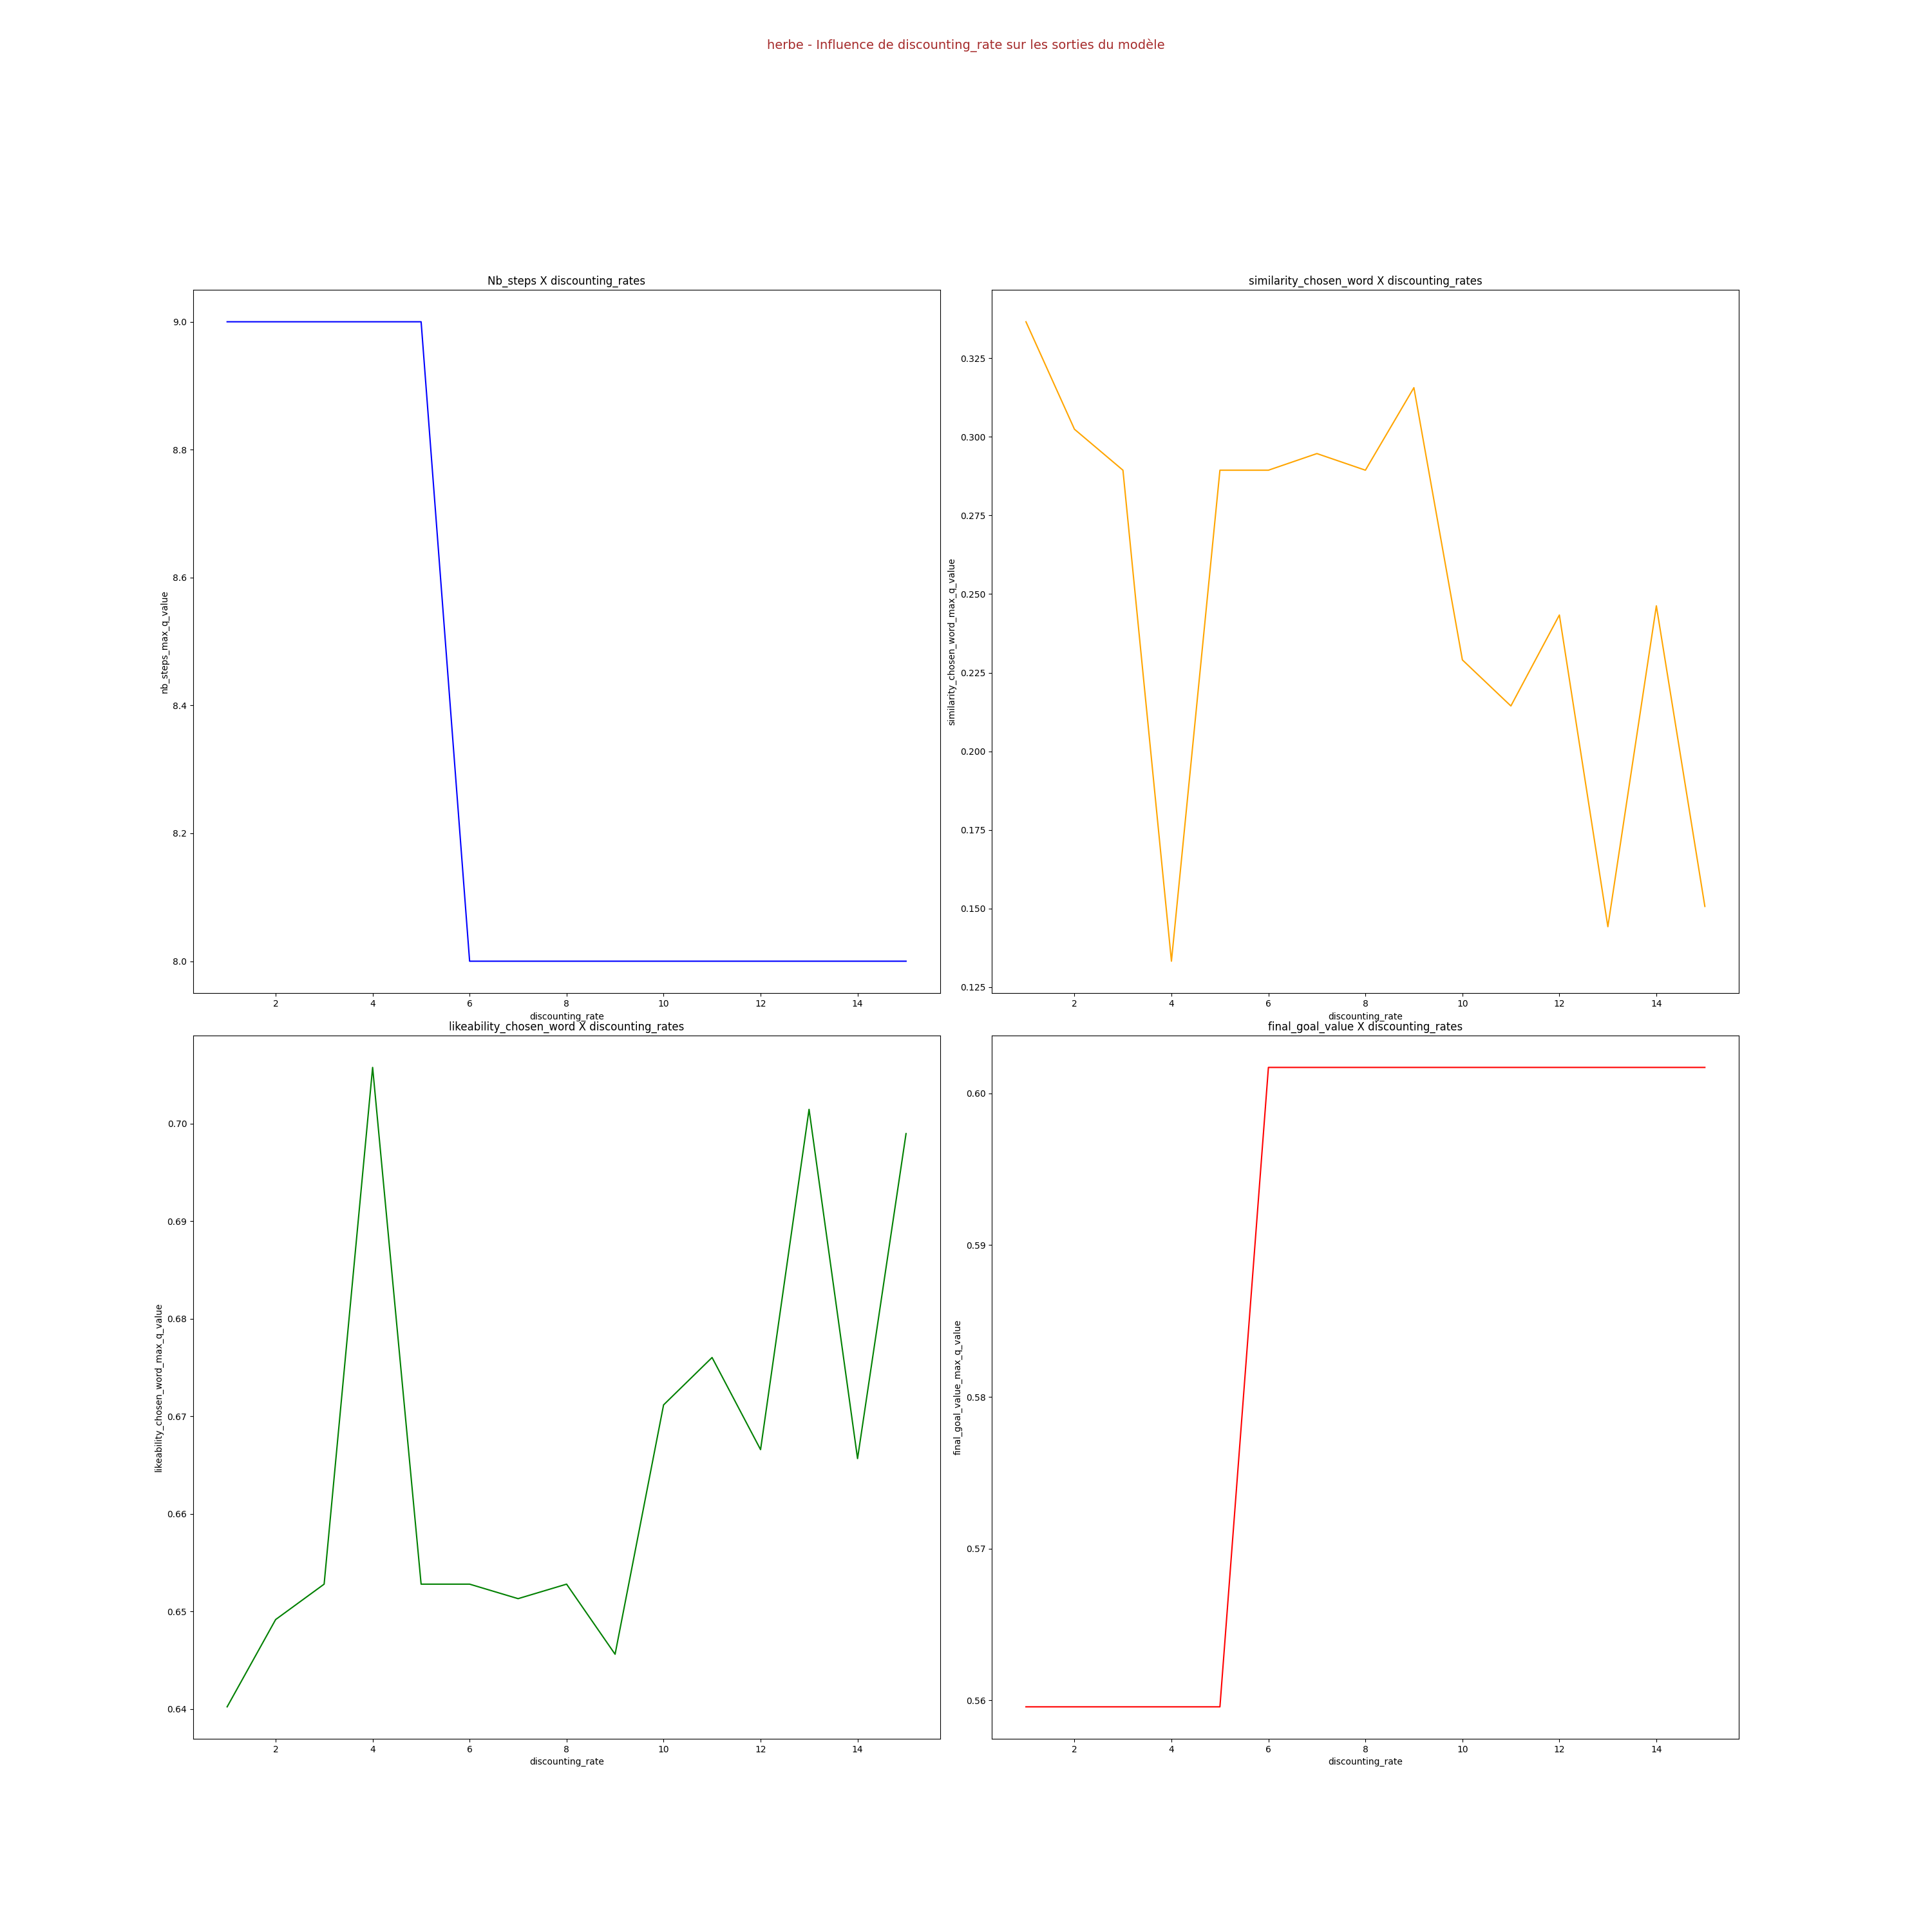 herbe - Influence de discounting_rate sur les sorties du modèle
Nb_steps X discounting_rates
9.0
8.8
8.6
8.4
8.2
8.0
nb_steps_max_q_value
2 4 6 8 10 12 14
discounting_rate
similarity_chosen_word X discounting_rates
0.325
0.300
0.275
0.250
0.225
0.200
0.175
0.150
0.125
similarity_chosen_word_max_q_value
2 4 6 8 10 12 14
discounting_rate
likeability_chosen_word X discounting_rates
0.70
0.69
0.68
0.67
0.66
0.65
0.64
likeability_chosen_word_max_q_value
2 4 6 8 10 12 14
discounting_rate
final_goal_value X discounting_rates
0.60
0.59
0.58
0.57
0.56
final_goal_value_max_q_value
2 4 6 8 10 12 14
discounting_rate